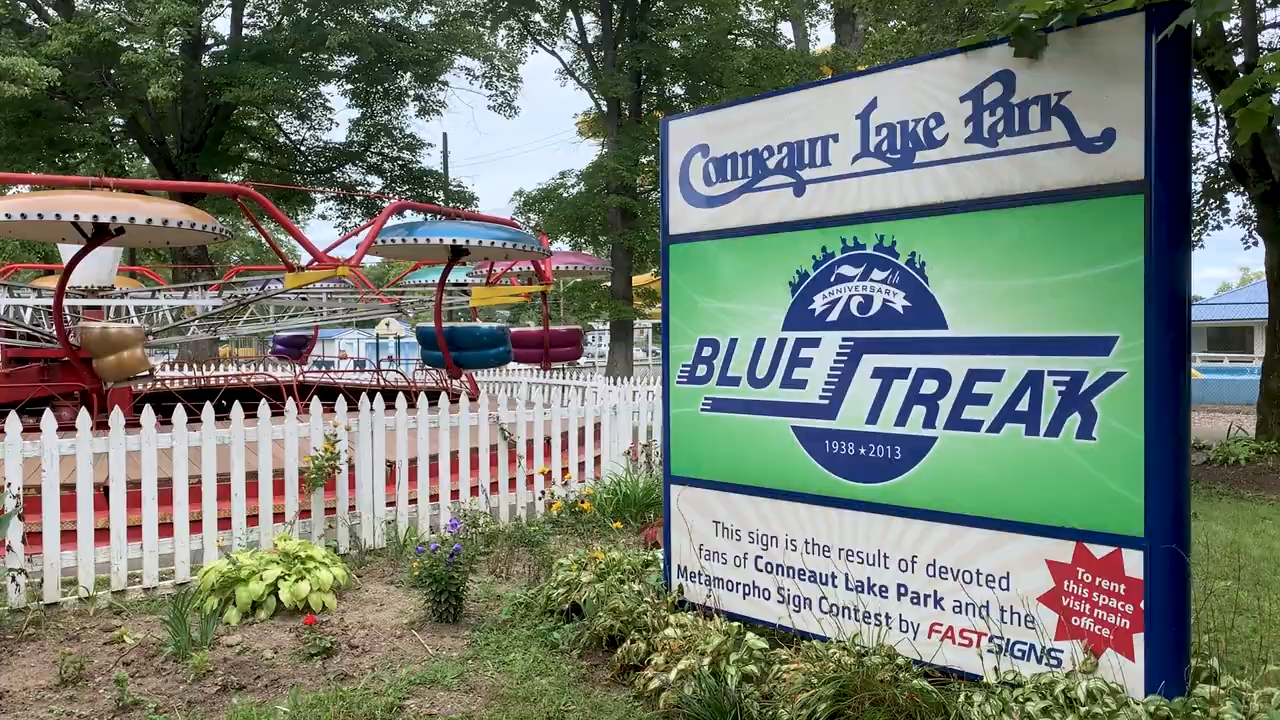 Conneaut Lake Park
75th
ANNIVERSARY
BLUE STREAK
1938 ★ 2013
This sign is the result of devoted
fans of Conneaut Lake Park and the
Metamorpho Sign Contest by FASTSIGNS.
To rent
this space
visit main
office.